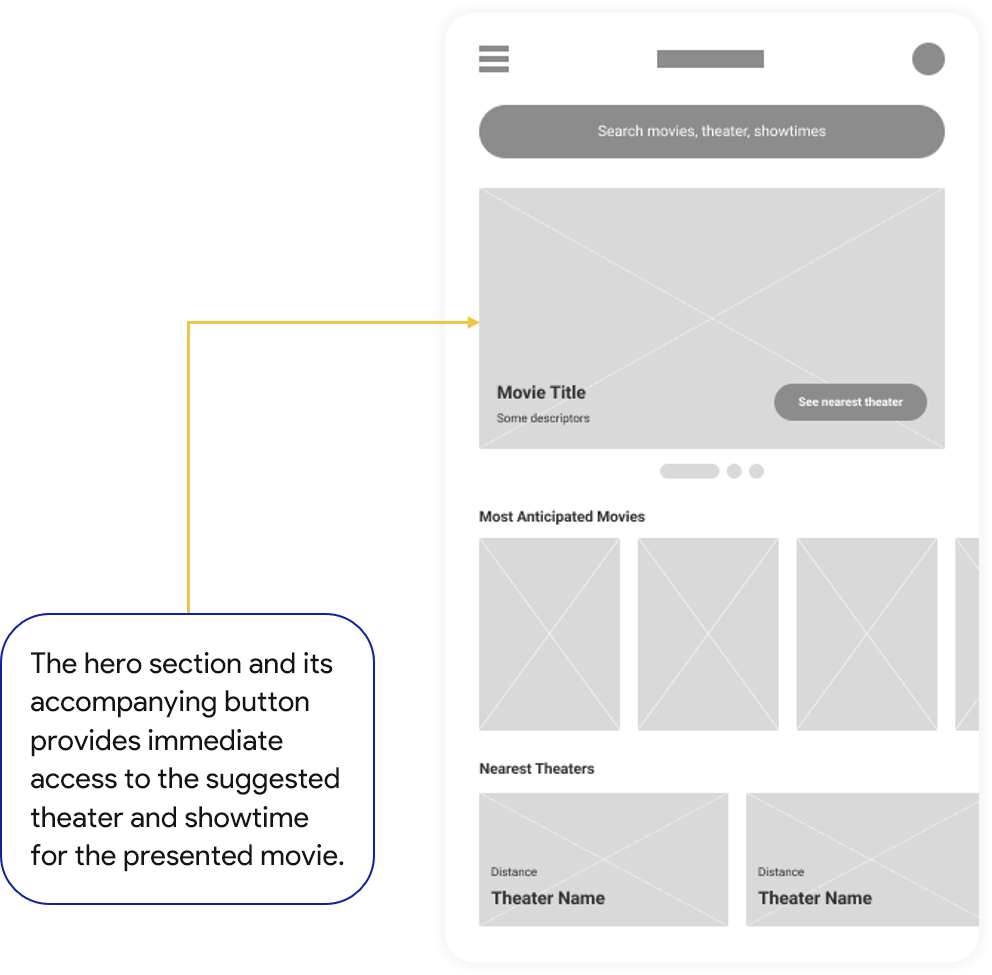 Search movies, theater, showtimes
Movie Title
Some descriptors
See nearest theater
Most Anticipated Movies
The hero section and its
accompanying button
provides immediate
access to the suggested
theater and showtime
for the presented movie.
Nearest Theaters
Distance
Theater Name
Distance
Theater Name